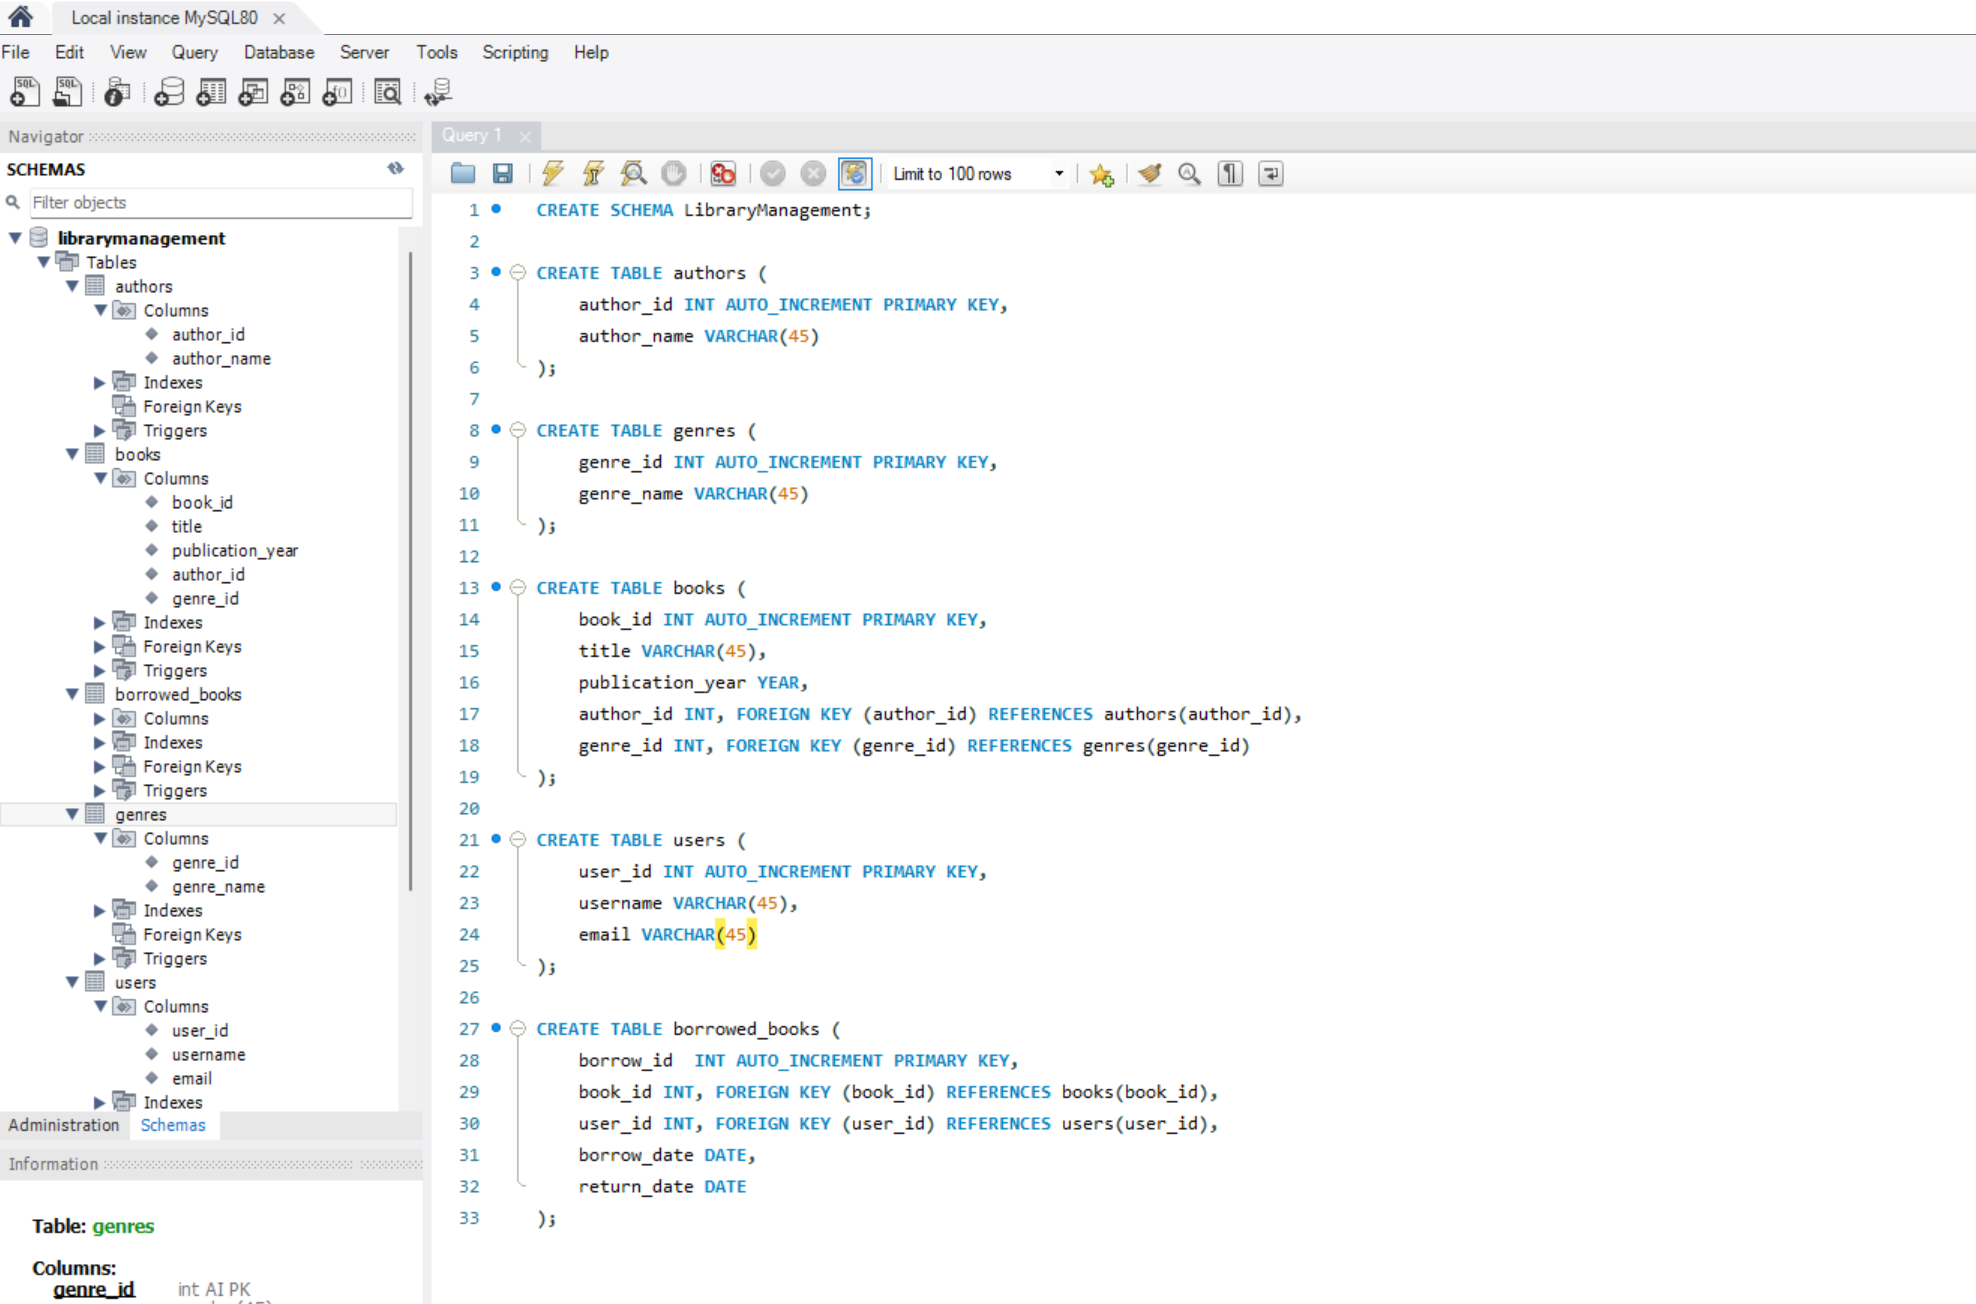 Local instance MySQL80
File Edit View Query Database Server Tools Scripting Help
Navigator
SCHEMAS
Filter objects
librarymanagement
Tables
authors
Columns
author_id
author_name
Indexes
Foreign Keys
Triggers
books
Columns
book_id
title
publication_year
author_id
genre_id
Indexes
Foreign Keys
Triggers
borrowed_books
Columns
Indexes
Foreign Keys
Triggers
genres
Columns
genre_id
genre_name
Indexes
Foreign Keys
Triggers
users
Columns
user_id
username
email
Indexes
Administration Schemas
Information
Table: genres
Columns:
genre_id int AI PK
Query 1
Limit to 100 rows
1 CREATE SCHEMA LibraryManagement;
2
3 CREATE TABLE authors (
4 author_id INT AUTO_INCREMENT PRIMARY KEY,
5 author_name VARCHAR(45)
6 );
7
8 CREATE TABLE genres (
9 genre_id INT AUTO_INCREMENT PRIMARY KEY,
10 genre_name VARCHAR(45)
11 );
12
13 CREATE TABLE books (
14 book_id INT AUTO_INCREMENT PRIMARY KEY,
15 title VARCHAR(45),
16 publication_year YEAR,
17 author_id INT, FOREIGN KEY (author_id) REFERENCES authors(author_id),
18 genre_id INT, FOREIGN KEY (genre_id) REFERENCES genres(genre_id)
19 );
20
21 CREATE TABLE users (
22 user_id INT AUTO_INCREMENT PRIMARY KEY,
23 username VARCHAR(45),
24 email VARCHAR(45)
25 );
26
27 CREATE TABLE borrowed_books (
28 borrow_id  INT AUTO_INCREMENT PRIMARY KEY,
29 book_id INT, FOREIGN KEY (book_id) REFERENCES books(book_id),
30 user_id INT, FOREIGN KEY (user_id) REFERENCES users(user_id),
31 borrow_date DATE,
32 return_date DATE
33 );